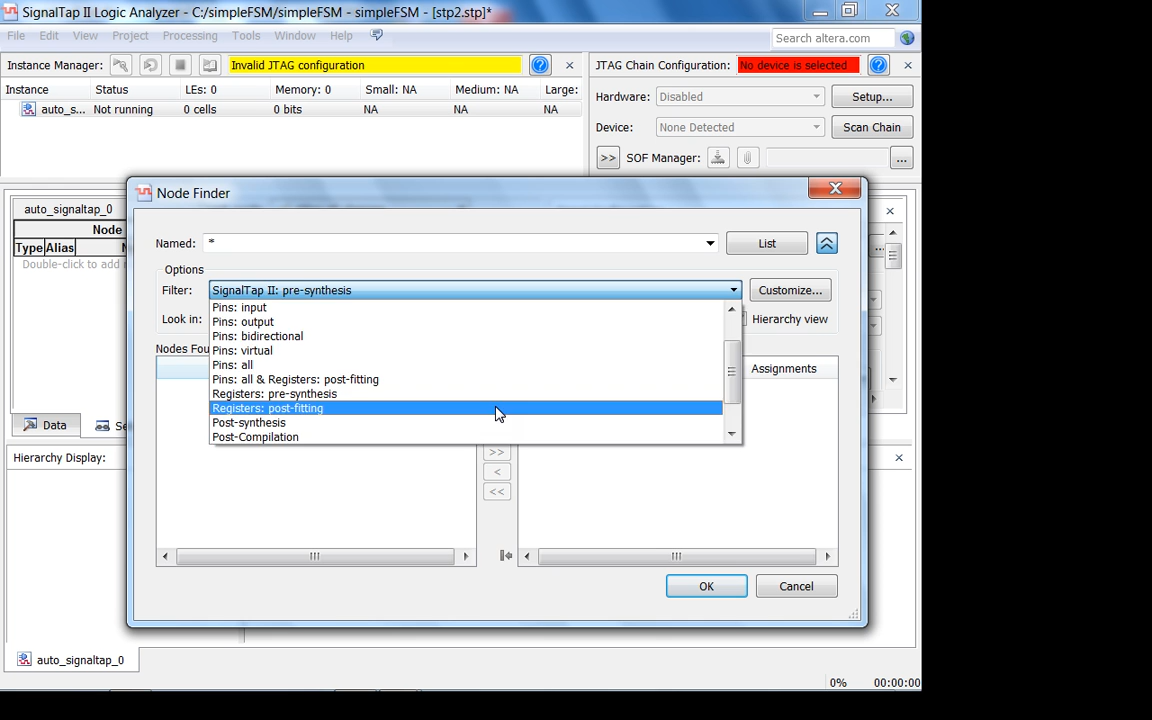 SignalTap II Logic Analyzer - C:/simpleFSM/simpleFSM - simpleFSM - [stp2.stp]*
File Edit View Project Processing Tools Window Help
Search altera.com
Instance Manager: Invalid JTAG configuration
JTAG Chain Configuration: No device is selected
Instance Status LEs: 0 Memory: 0 Small: NA Medium: NA Large:
auto_s... Not running 0 cells 0 bits NA NA NA
Hardware: Disabled Setup...
Device: None Detected Scan Chain
>> SOF Manager: ...
Node Finder
auto_signaltap_0
Node
Type Alias
Double-click to add
Named: * List
Options
Filter: SignalTap II: pre-synthesis Customize...
Look in: Hierarchy view
Pins: input
Pins: output
Pins: bidirectional
Pins: virtual
Pins: all
Pins: all & Registers: post-fitting
Registers: pre-synthesis
Registers: post-fitting
Post-synthesis
Post-Compilation
Nodes Fou
Assignments
>>
<
<<
Data
Hierarchy Display:
OK Cancel
auto_signaltap_0
0% 00:00:00